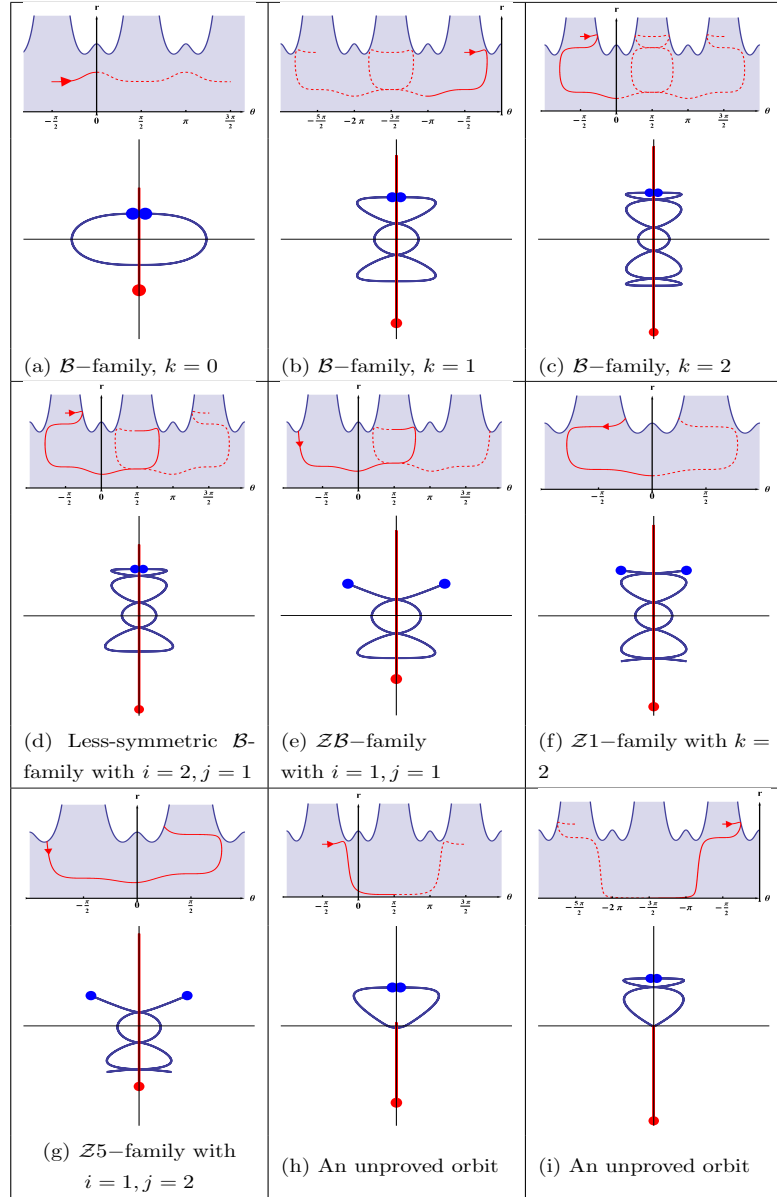 r
θ
−π/2 0 π/2 π 3π/2
(a) ℬ−family, k = 0
r
θ
−5π/2 −2π −3π/2 −π −π/2
(b) ℬ−family, k = 1
r
θ
−π/2 0 π/2 π 3π/2
(c) ℬ−family, k = 2
r
θ
−π/2 0 π/2 π 3π/2
(d) Less-symmetric ℬ-
family with i = 2, j = 1
r
θ
−π/2 0 π/2 π 3π/2
(e) 𝒵ℬ−family
with i = 1, j = 1
r
θ
−π/2 0 π/2
(f) 𝒵1−family with k =
2
r
θ
−π/2 0 π/2
(g) 𝒵5−family with
i = 1, j = 2
r
θ
−π/2 0 π/2 π 3π/2
(h) An unproved orbit
r
θ
−5π/2 −2π −3π/2 −π −π/2
(i) An unproved orbit